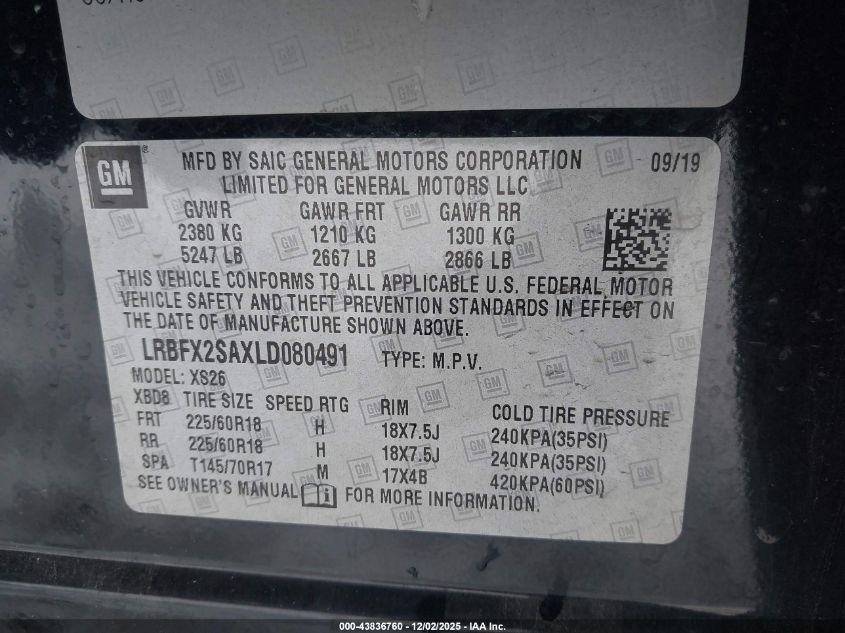 GM
MFD BY SAIC GENERAL MOTORS CORPORATION 09/19
LIMITED FOR GENERAL MOTORS LLC
GVWR GAWR FRT GAWR RR
2380 KG 1210 KG 1300 KG
5247 LB 2667 LB 2866 LB
THIS VEHICLE CONFORMS TO ALL APPLICABLE U.S. FEDERAL MOTOR
VEHICLE SAFETY AND THEFT PREVENTION STANDARDS IN EFFECT ON
THE DATE OF MANUFACTURE SHOWN ABOVE.
LRBFX2SAXLD080491 TYPE: M.P.V.
MODEL: XS26
XBD8 TIRE SIZE SPEED RTG RIM COLD TIRE PRESSURE
FRT 225/60R18 H 18X7.5J 240KPA(35PSI)
RR 225/60R18 H 18X7.5J 240KPA(35PSI)
SPA T145/70R17 M 17X4B 420KPA(60PSI)
SEE OWNER'S MANUAL FOR MORE INFORMATION.
000-43836760 - 12/02/2025 - IAA Inc.